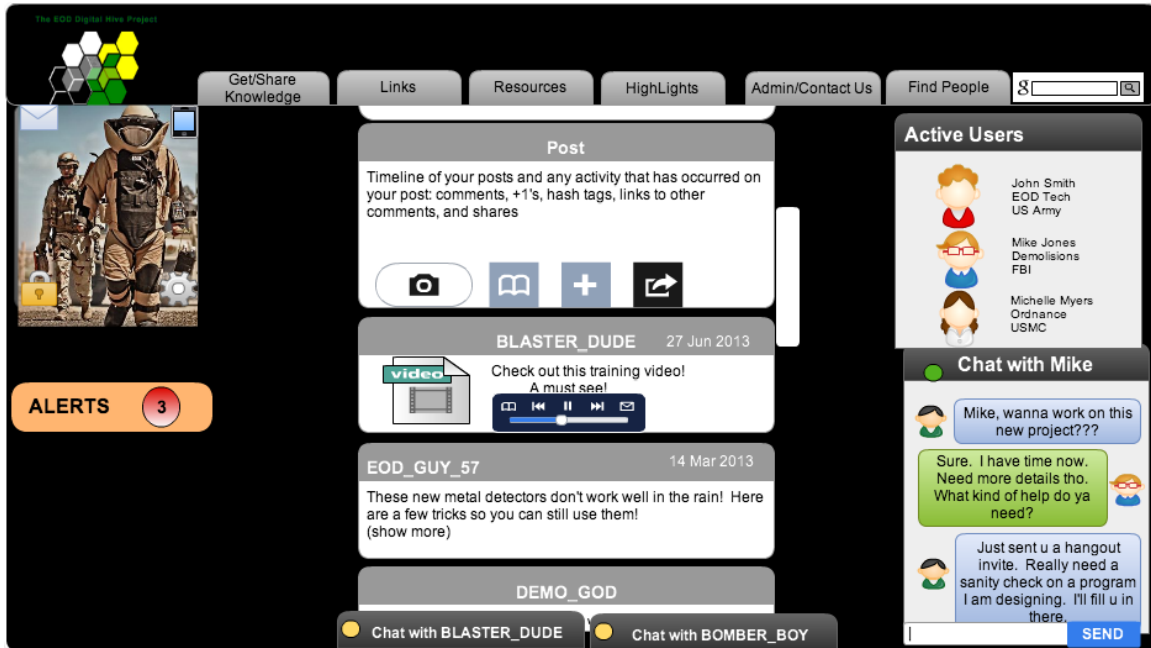 The EOD Digital Hive Project
Get/Share
Knowledge
Links
Resources
HighLights
Admin/Contact Us
Find People
g
Post
Timeline of your posts and any activity that has occurred on
your post: comments, +1's, hash tags, links to other
comments, and shares
BLASTER_DUDE 27 Jun 2013
video
Check out this training video!
A must see!
EOD_GUY_57 14 Mar 2013
These new metal detectors don't work well in the rain! Here
are a few tricks so you can still use them!
(show more)
DEMO_GOD
Chat with BLASTER_DUDE
Chat with BOMBER_BOY
ALERTS 3
Active Users
John Smith
EOD Tech
US Army
Mike Jones
Demolisions
FBI
Michelle Myers
Ordnance
USMC
Chat with Mike
Mike, wanna work on this
new project???
Sure. I have time now.
Need more details tho.
What kind of help do ya
need?
Just sent u a hangout
invite. Really need a
sanity check on a program
I am designing. I'll fill u in
there.
SEND